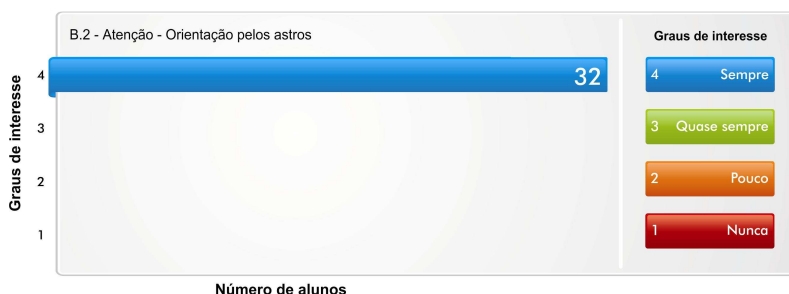 B.2 - Atenção - Orientação pelos astros
Graus de interesse
4
32
3
2
1
Número de alunos
Graus de interesse
4 Sempre
3 Quase sempre
2 Pouco
1 Nunca